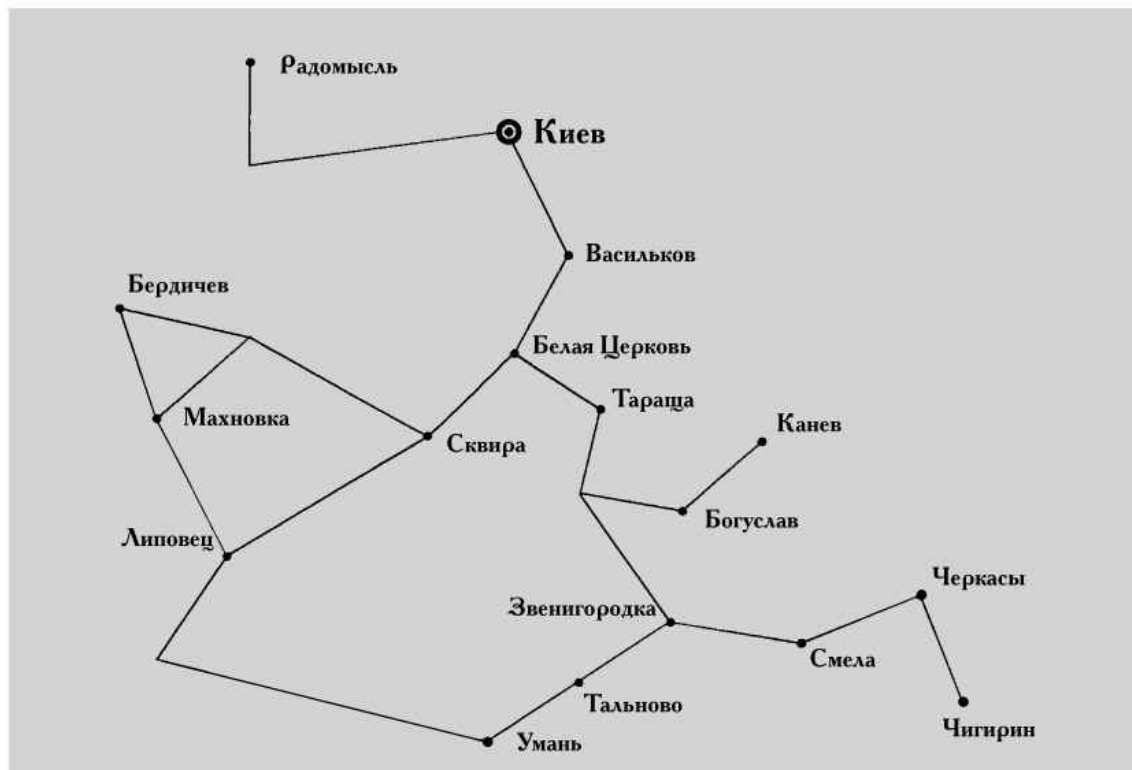 Радомысль
Киев
Васильков
Бердичев
Белая Церковь
Тараща
Махновка
Канев
Сквира
Богуслав
Липовец
Черкасы
Звенигородка
Смела
Тальново
Чигирин
Умань